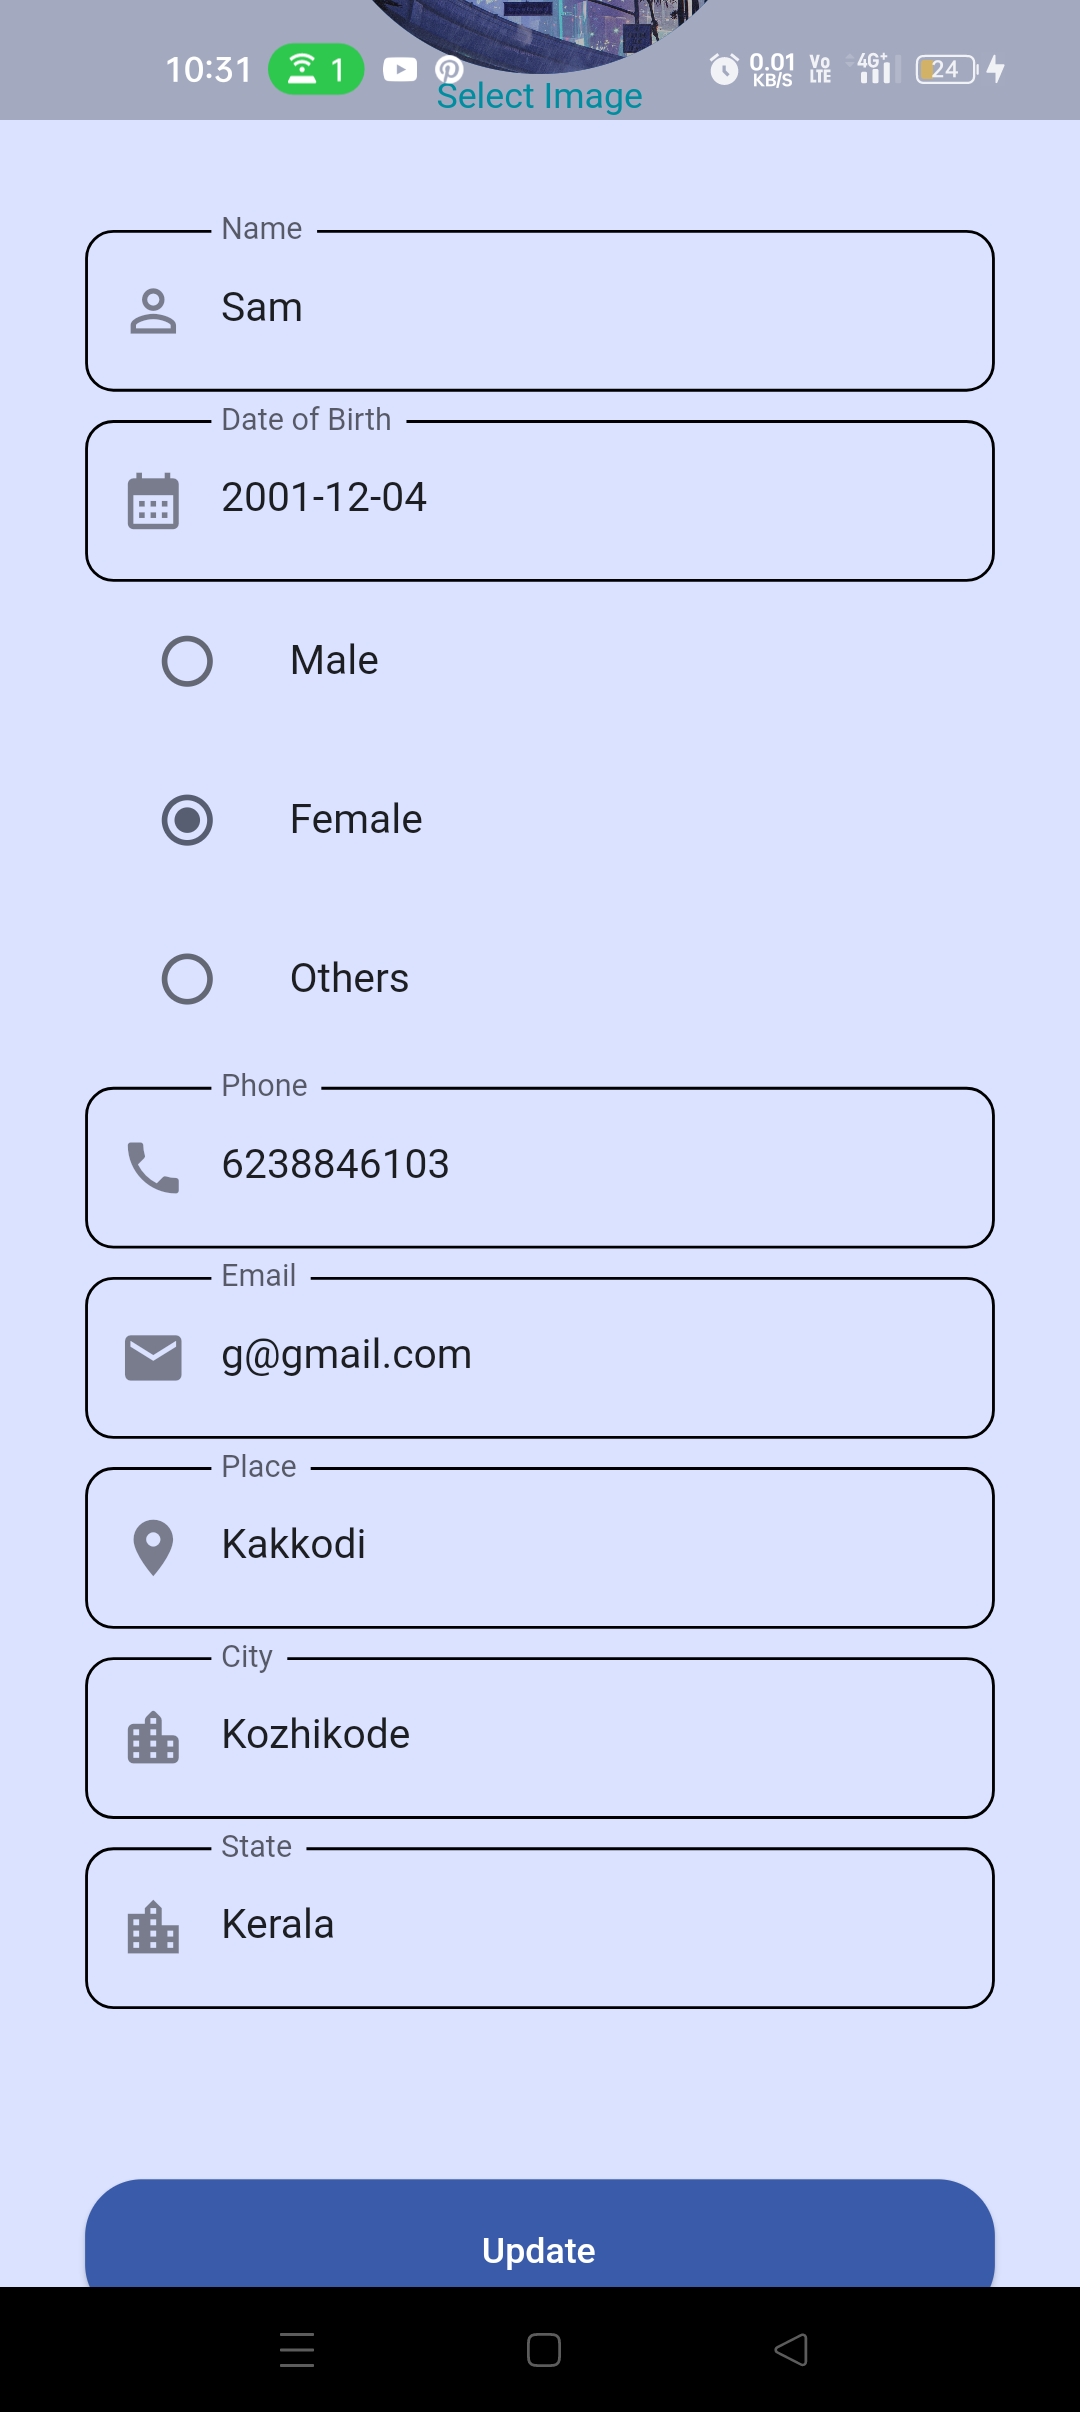 10:31 1 0.01 KB/S Vo LTE 4G+ 24
Select Image
Name
Sam
Date of Birth
2001-12-04
Male
Female
Others
Phone
6238846103
Email
g@gmail.com
Place
Kakkodi
City
Kozhikode
State
Kerala
Update